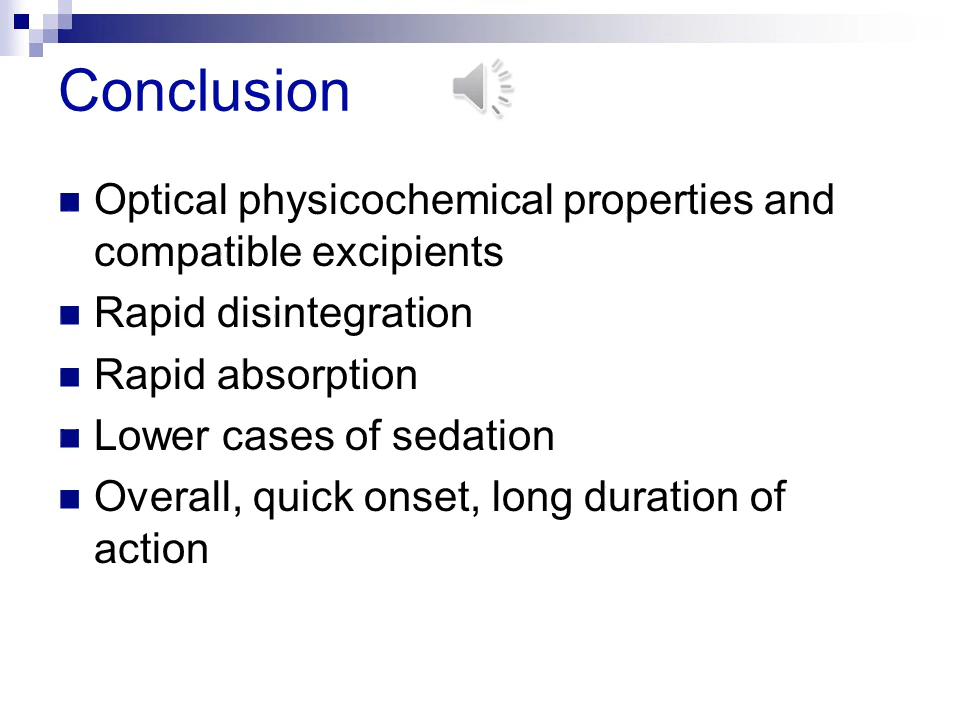 Conclusion
Optical physicochemical properties and
compatible excipients
Rapid disintegration
Rapid absorption
Lower cases of sedation
Overall, quick onset, long duration of
action